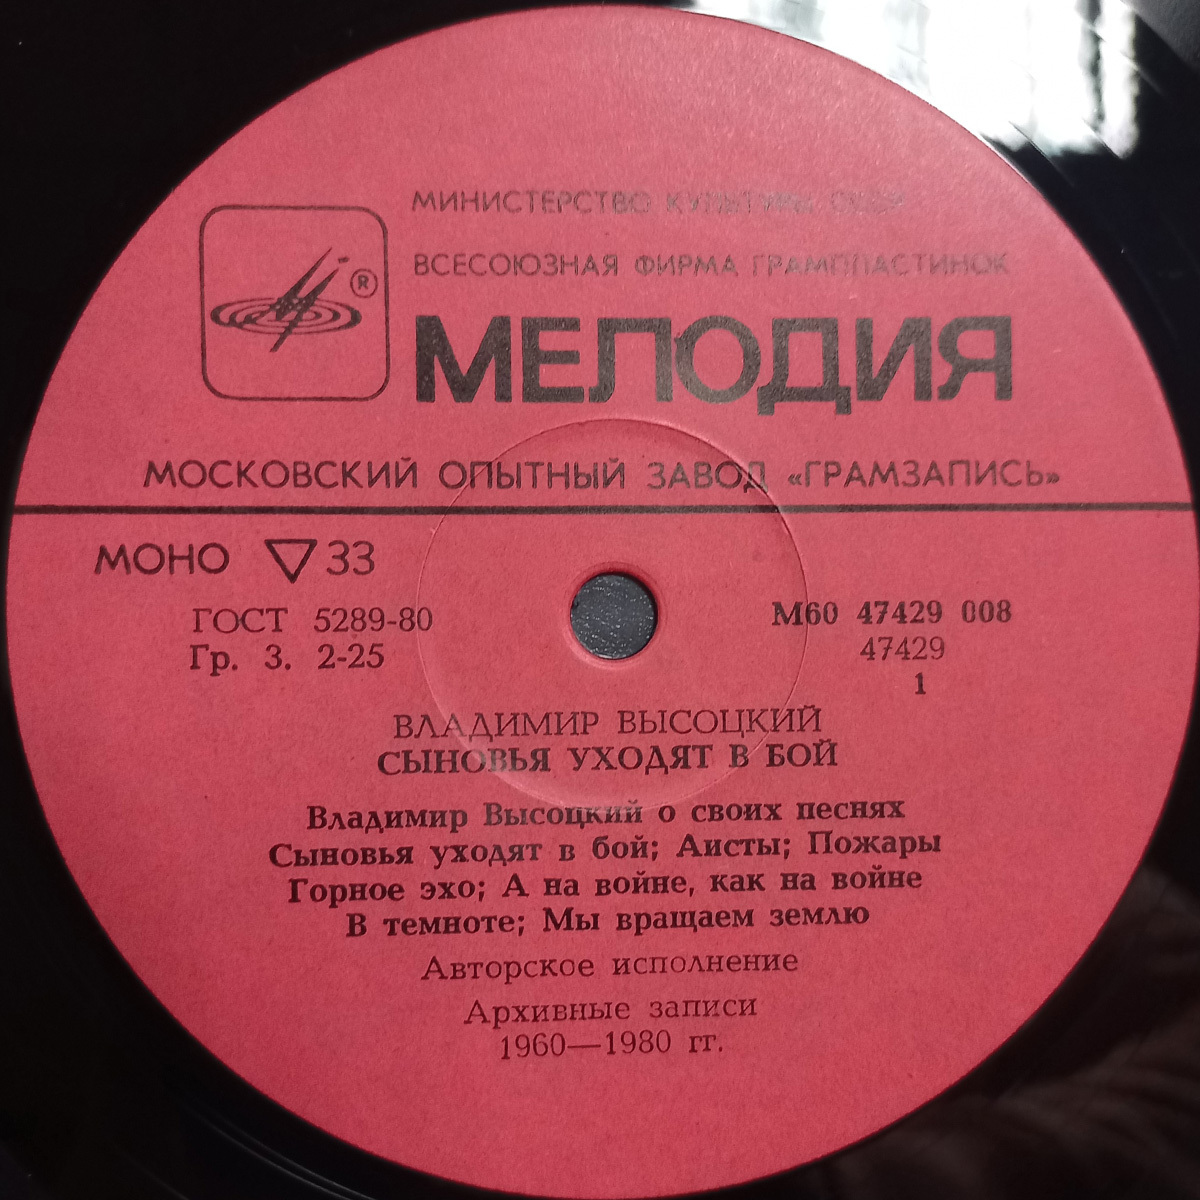 МИНИСТЕРСТВО КУЛЬТУРЫ СССР
ВСЕСОЮЗНАЯ ФИРМА ГРАМПЛАСТИНОК
®
МЕЛОДИЯ
МОСКОВСКИЙ ОПЫТНЫЙ ЗАВОД «ГРАМЗАПИСЬ»
МОНО ▽ 33
ГОСТ 5289-80
Гр. 3. 2-25
М60 47429 008
47429
1
ВЛАДИМИР ВЫСОЦКИЙ
СЫНОВЬЯ УХОДЯТ В БОЙ
Владимир Высоцкий о своих песнях
Сыновья уходят в бой; Аисты; Пожары
Горное эхо; А на войне, как на войне
В темноте; Мы вращаем землю
Авторское исполнение
Архивные записи
1960—1980 гг.